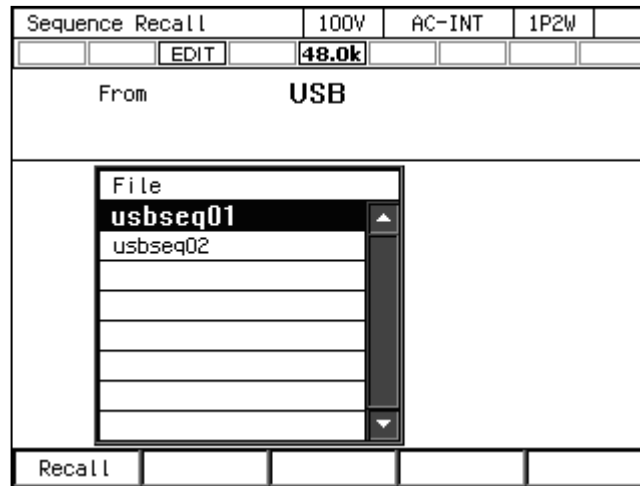 Sequence Recall 100V AC-INT 1P2W
EDIT 48.0k
From USB
File
usbseq01
usbseq02
Recall